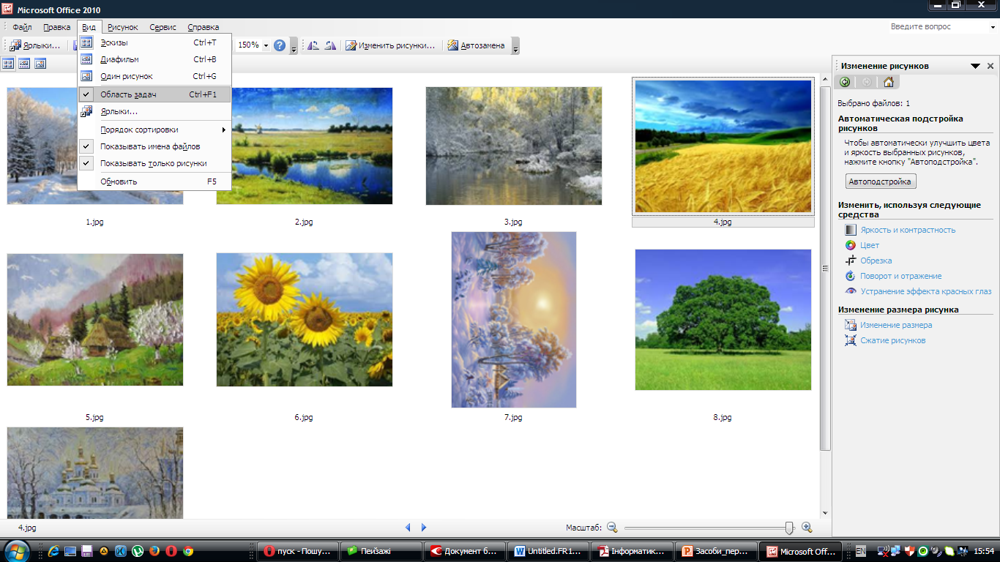 Microsoft Office 2010
Файл Правка Вид Рисунок Сервис Справка
Введите вопрос
Ярлыки...
150%
Изменить рисунки...
Автозамена
Эскизы Ctrl+T
Диафильм Ctrl+B
Один рисунок Ctrl+G
Область задач Ctrl+F1
Ярлыки...
Порядок сортировки
Показывать имена файлов
Показывать только рисунки
Обновить F5
1.jpg 2.jpg 3.jpg 4.jpg
5.jpg 6.jpg 7.jpg 8.jpg
Изменение рисунков
Выбрано файлов: 1
Автоматическая подстройка
рисунков
Чтобы автоматически улучшить цвета
и яркость выбранных рисунков,
нажмите кнопку "Автоподстройка".
Автоподстройка
Изменить, используя следующие
средства
Яркость и контрастность
Цвет
Обрезка
Поворот и отражение
Устранение эффекта красных глаз
Изменение размера рисунка
Изменение размера
Сжатие рисунков
4.jpg
Масштаб:
пуск - Пошу... Пейзажі Документ б... Untitled.FR1... Інформатик... Засоби_пер... Microsoft Off... EN 15:54